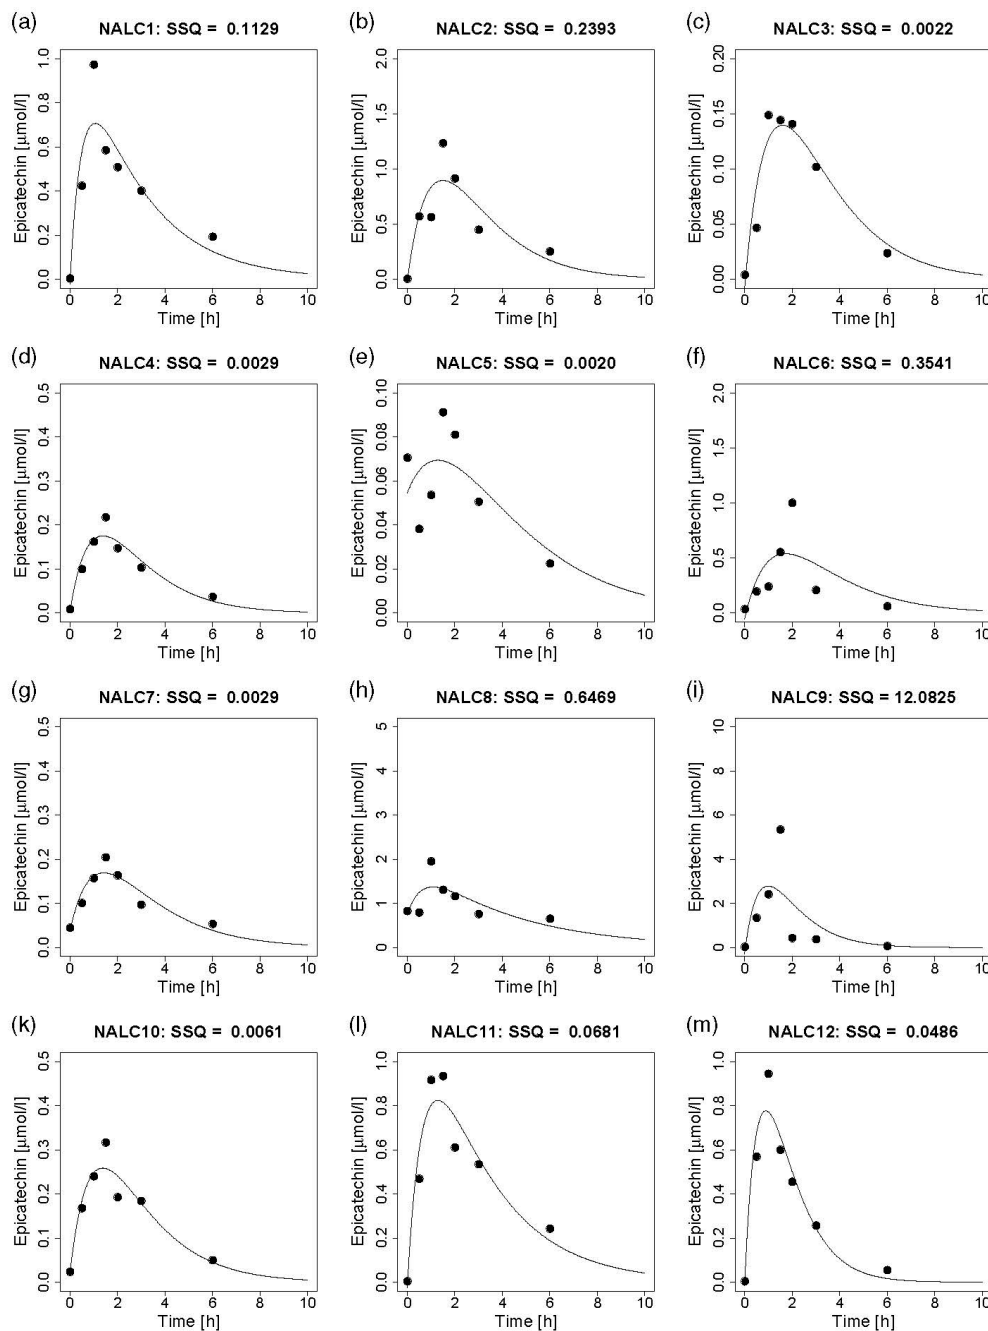 (a) NALC1: SSQ = 0.1129
Epicatechin [µmol/l]
1.0
0.8
0.6
0.4
0.2
0.0
0 2 4 6 8 10
Time [h]
(b) NALC2: SSQ = 0.2393
Epicatechin [µmol/l]
2.0
1.5
1.0
0.5
0.0
0 2 4 6 8 10
Time [h]
(c) NALC3: SSQ = 0.0022
Epicatechin [µmol/l]
0.20
0.15
0.10
0.05
0.00
0 2 4 6 8 10
Time [h]
(d) NALC4: SSQ = 0.0029
Epicatechin [µmol/l]
0.5
0.4
0.3
0.2
0.1
0.0
0 2 4 6 8 10
Time [h]
(e) NALC5: SSQ = 0.0020
Epicatechin [µmol/l]
0.10
0.08
0.06
0.04
0.02
0.00
0 2 4 6 8 10
Time [h]
(f) NALC6: SSQ = 0.3541
Epicatechin [µmol/l]
2.0
1.5
1.0
0.5
0.0
0 2 4 6 8 10
Time [h]
(g) NALC7: SSQ = 0.0029
Epicatechin [µmol/l]
0.5
0.4
0.3
0.2
0.1
0.0
0 2 4 6 8 10
Time [h]
(h) NALC8: SSQ = 0.6469
Epicatechin [µmol/l]
5
4
3
2
1
0
0 2 4 6 8 10
Time [h]
(i) NALC9: SSQ = 12.0825
Epicatechin [µmol/l]
10
8
6
4
2
0
0 2 4 6 8 10
Time [h]
(k) NALC10: SSQ = 0.0061
Epicatechin [µmol/l]
0.5
0.4
0.3
0.2
0.1
0.0
0 2 4 6 8 10
Time [h]
(l) NALC11: SSQ = 0.0681
Epicatechin [µmol/l]
1.0
0.8
0.6
0.4
0.2
0.0
0 2 4 6 8 10
Time [h]
(m) NALC12: SSQ = 0.0486
Epicatechin [µmol/l]
1.0
0.8
0.6
0.4
0.2
0.0
0 2 4 6 8 10
Time [h]